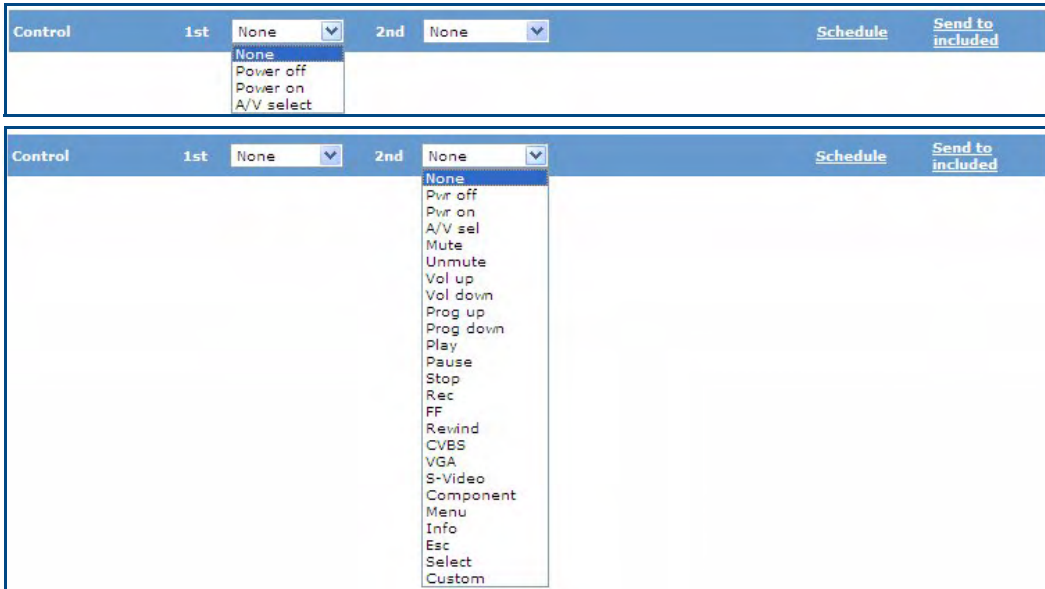 Control 1st None 2nd None Schedule Send to included
None
Power off
Power on
A/V select
Control 1st None 2nd None Schedule Send to included
None
Pwr off
Pwr on
A/V sel
Mute
Unmute
Vol up
Vol down
Prog up
Prog down
Play
Pause
Stop
Rec
FF
Rewind
CVBS
VGA
S-Video
Component
Menu
Info
Esc
Select
Custom